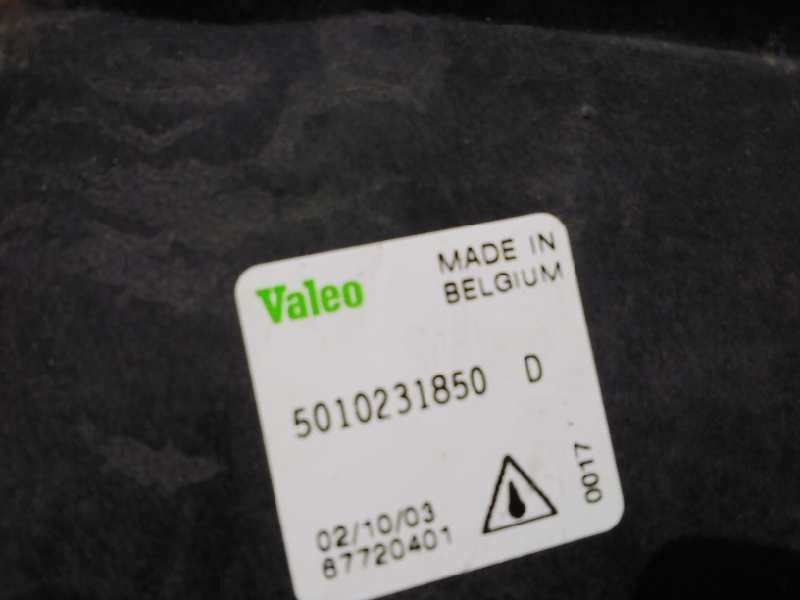 Valeo
MADE IN
BELGIUM
5010231850 D
0017
02/10/03
87720401